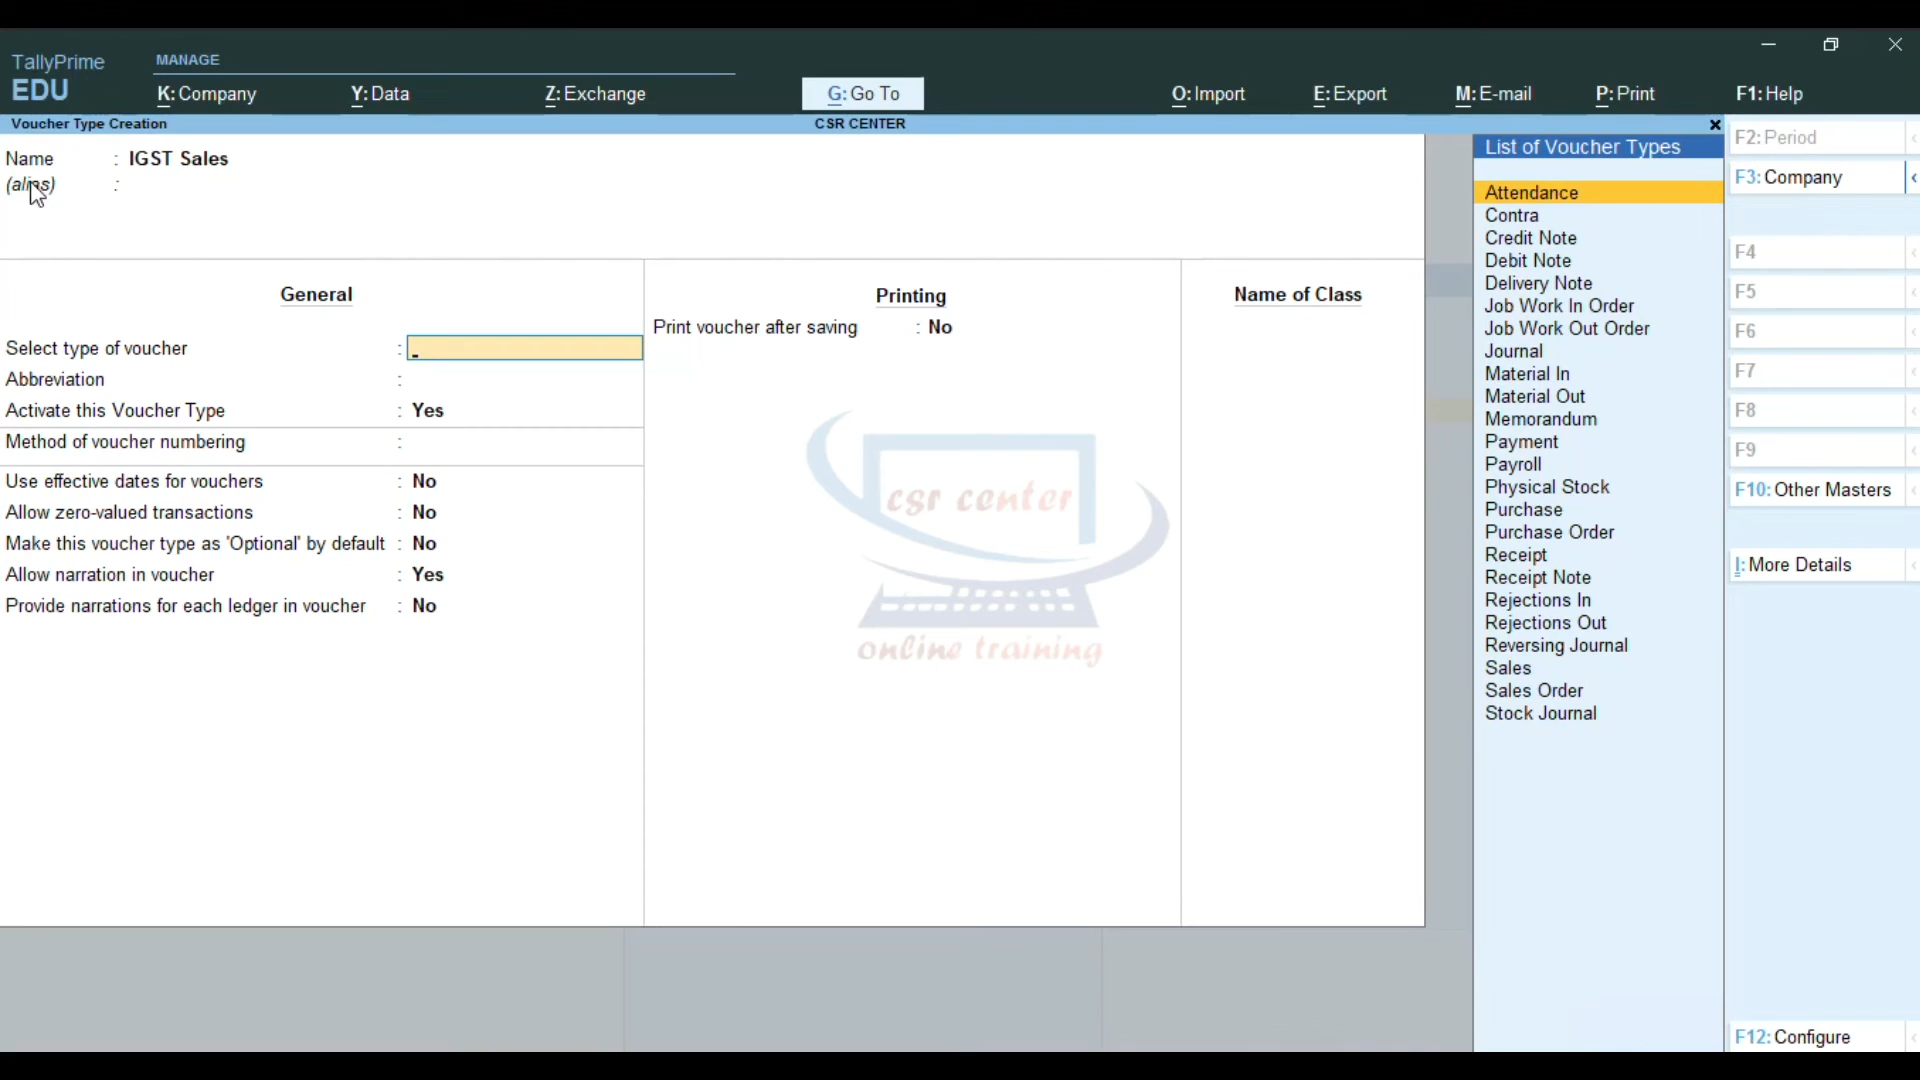 TallyPrime
EDU
MANAGE
K: Company
Y: Data
Z: Exchange
G: Go To
O: Import
E: Export
M: E-mail
P: Print
F1: Help
Voucher Type Creation
CSR CENTER
Name : IGST Sales
(alias) :
General
Select type of voucher :
Abbreviation :
Activate this Voucher Type : Yes
Method of voucher numbering :
Use effective dates for vouchers : No
Allow zero-valued transactions : No
Make this voucher type as 'Optional' by default : No
Allow narration in voucher : Yes
Provide narrations for each ledger in voucher : No
Printing
Print voucher after saving : No
csr center
online training
Name of Class
List of Voucher Types
Attendance
Contra
Credit Note
Debit Note
Delivery Note
Job Work In Order
Job Work Out Order
Journal
Material In
Material Out
Memorandum
Payment
Payroll
Physical Stock
Purchase
Purchase Order
Receipt
Receipt Note
Rejections In
Rejections Out
Reversing Journal
Sales
Sales Order
Stock Journal
F2: Period
F3: Company
F4
F5
F6
F7
F8
F9
F10: Other Masters
I: More Details
F12: Configure